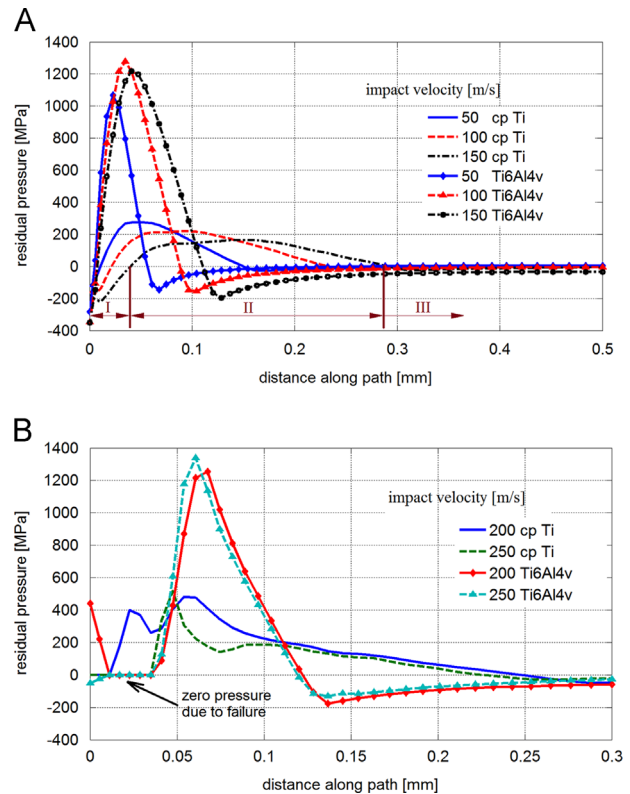 A
1400
1200
1000
800
600
400
200
0
-200
-400
residual pressure [MPa]
impact velocity [m/s]
50 cp Ti
100 cp Ti
150 cp Ti
50 Ti6Al4v
100 Ti6Al4v
150 Ti6Al4v
I II III
0 0.1 0.2 0.3 0.4 0.5
distance along path [mm]
B
1400
1200
1000
800
600
400
200
0
-200
-400
residual pressure [MPa]
impact velocity [m/s]
200 cp Ti
250 cp Ti
200 Ti6Al4v
250 Ti6Al4v
zero pressure
due to failure
0 0.05 0.1 0.15 0.2 0.25 0.3
distance along path [mm]